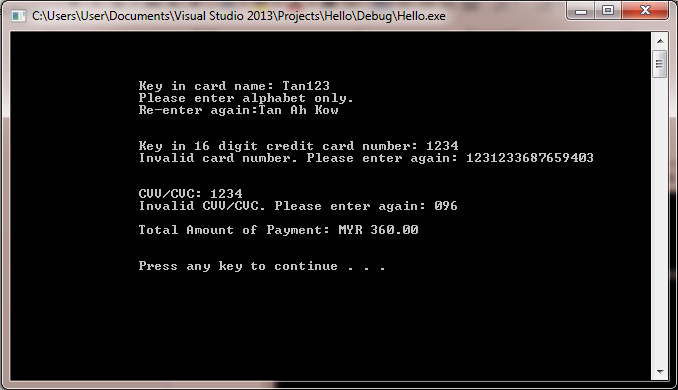 C:\Users\User\Documents\Visual Studio 2013\Projects\Hello\Debug\Hello.exe
Key in card name: Tan123
Please enter alphabet only.
Re-enter again:Tan Ah Kow
Key in 16 digit credit card number: 1234
Invalid card number. Please enter again: 1231233687659403
CVV/CVC: 1234
Invalid CVV/CVC. Please enter again: 096
Total Amount of Payment: MYR 360.00
Press any key to continue . . .